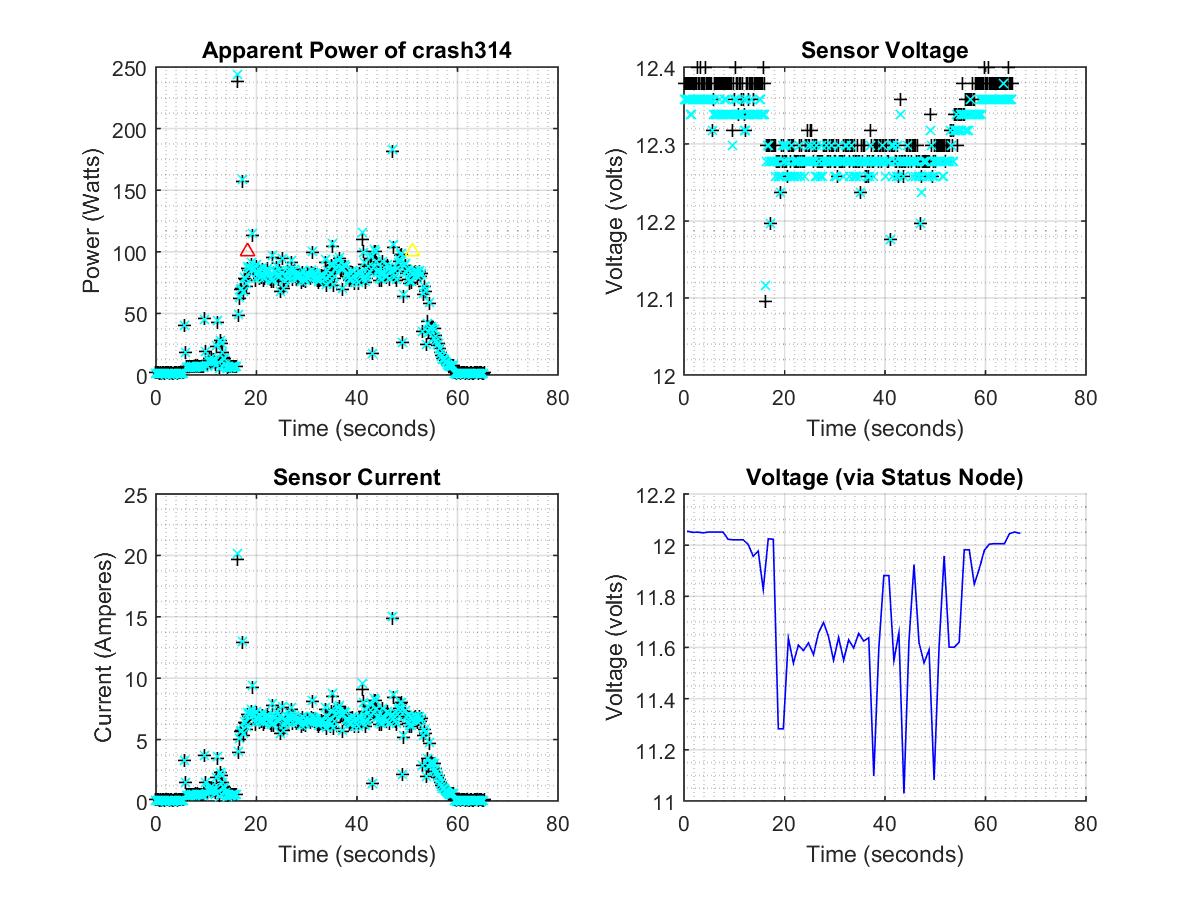 Apparent Power of crash314
250
200
150
100
50
0
Power (Watts)
0 20 40 60 80
Time (seconds)
Sensor Voltage
12.4
12.3
12.2
12.1
12
Voltage (volts)
0 20 40 60 80
Time (seconds)
Sensor Current
25
20
15
10
5
0
Current (Amperes)
0 20 40 60 80
Time (seconds)
Voltage (via Status Node)
12.2
12
11.8
11.6
11.4
11.2
11
Voltage (volts)
0 20 40 60 80
Time (seconds)